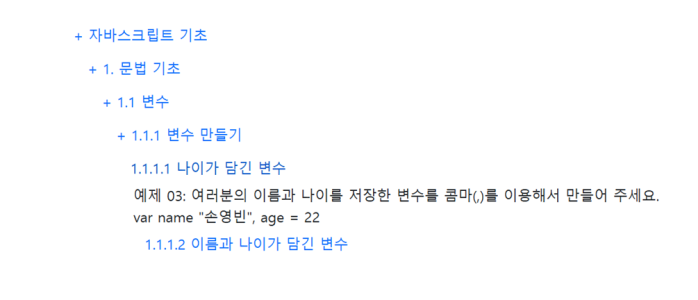 + 자바스크립트 기초
+ 1. 문법 기초
+ 1.1 변수
+ 1.1.1 변수 만들기
1.1.1.1 나이가 담긴 변수
예제 03: 여러분의 이름과 나이를 저장한 변수를 콤마(,)를 이용해서 만들어 주세요.
var name "손영빈", age = 22
1.1.1.2 이름과 나이가 담긴 변수